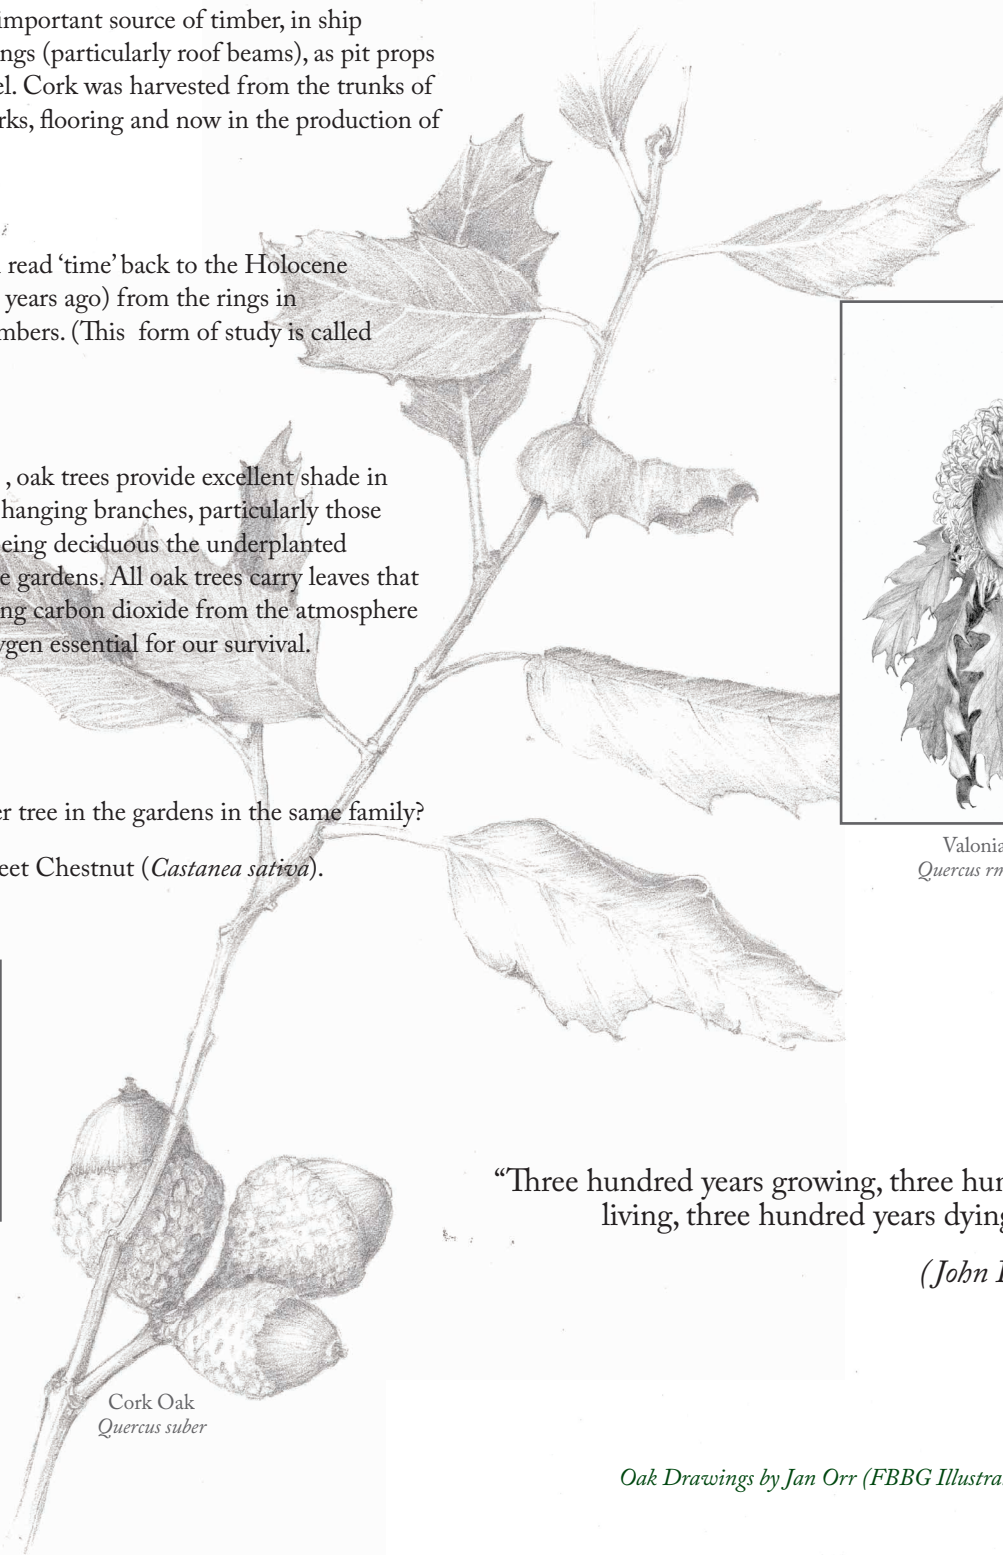 important source of timber, in ship
ngs (particularly roof beams), as pit props
el. Cork was harvested from the trunks of
rks, flooring and now in the production of
read ‘time’ back to the Holocene
years ago) from the rings in
mbers. (This form of study is called
, oak trees provide excellent shade in
hanging branches, particularly those
eing deciduous the underplanted
e gardens. All oak trees carry leaves that
ng carbon dioxide from the atmosphere
ygen essential for our survival.
er tree in the gardens in the same family?
eet Chestnut (Castanea sativa).
Valonia
Quercus rm
“Three hundred years growing, three hun
living, three hundred years dying
(John
Cork Oak
Quercus suber
Oak Drawings by Jan Orr (FBBG Illustra